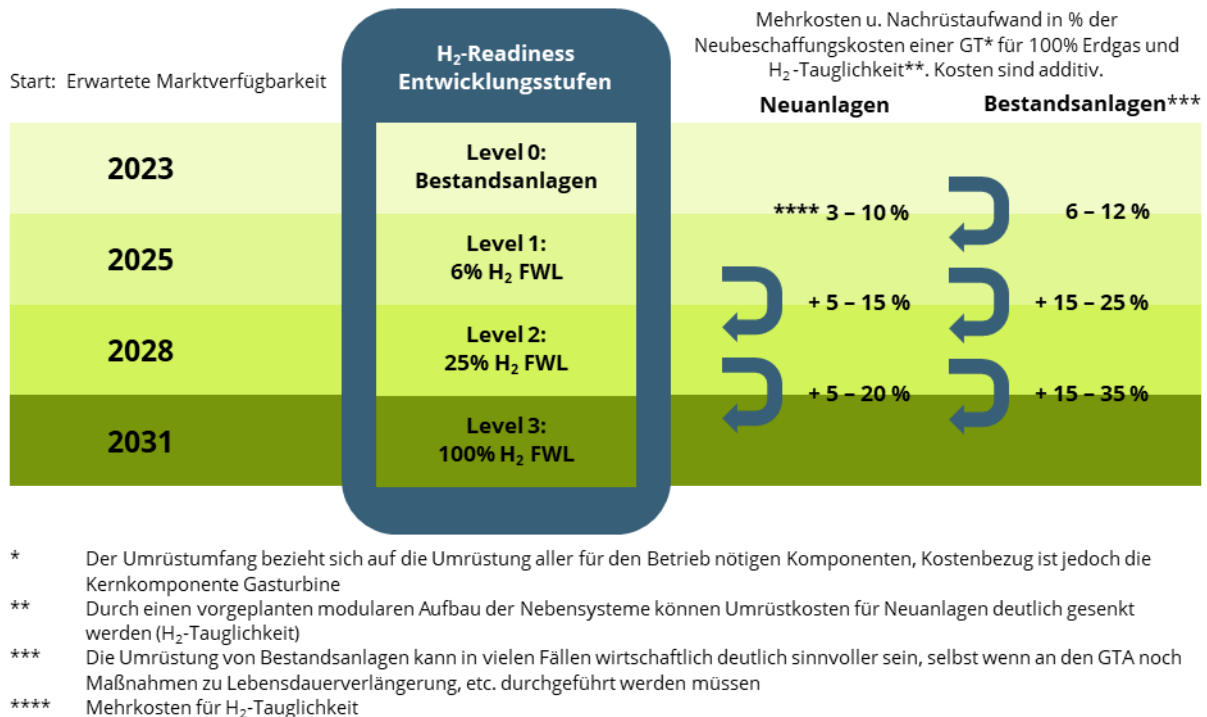 Start: Erwartete Marktverfügbarkeit
H₂-Readiness
Entwicklungsstufen
Mehrkosten u. Nachrüstaufwand in % der
Neubeschaffungskosten einer GT* für 100% Erdgas und
H₂ -Tauglichkeit**. Kosten sind additiv.
Neuanlagen
Bestandsanlagen***
2023
Level 0:
Bestandsanlagen
**** 3 – 10 %
6 – 12 %
2025
Level 1:
6% H₂ FWL
+ 5 – 15 %
+ 15 – 25 %
2028
Level 2:
25% H₂ FWL
+ 5 – 20 %
+ 15 – 35 %
2031
Level 3:
100% H₂ FWL
* Der Umrüstumfang bezieht sich auf die Umrüstung aller für den Betrieb nötigen Komponenten, Kostenbezug ist jedoch die
Kernkomponente Gasturbine
** Durch einen vorgeplanten modularen Aufbau der Nebensysteme können Umrüstkosten für Neuanlagen deutlich gesenkt
werden (H₂-Tauglichkeit)
*** Die Umrüstung von Bestandsanlagen kann in vielen Fällen wirtschaftlich deutlich sinnvoller sein, selbst wenn an den GTA noch
Maßnahmen zu Lebensdauerverlängerung, etc. durchgeführt werden müssen
**** Mehrkosten für H₂-Tauglichkeit